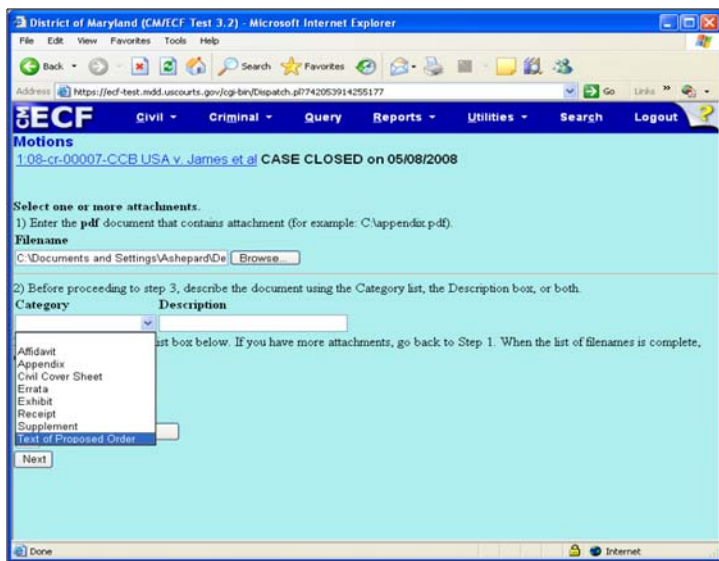 District of Maryland (CM/ECF Test 3.2) - Microsoft Internet Explorer
File Edit View Favorites Tools Help
Back Search Favorites
Address https://ecf-test.mdd.uscourts.gov/cgi-bin/Dispatch.pl?742053914255177 Go Links »
CM ECF Civil Criminal Query Reports Utilities Search Logout ?
Motions
1:08-cr-00007-CCB USA v. James et al CASE CLOSED on 05/08/2008
Select one or more attachments.
1) Enter the pdf document that contains attachment (for example: C:\appendix.pdf).
Filename
C:\Documents and Settings\Ashepard\De Browse...
2) Before proceeding to step 3, describe the document using the Category list, the Description box, or both.
Category Description
ist box below. If you have more attachments, go back to Step 1. When the list of filenames is complete,
Affidavit
Appendix
Civil Cover Sheet
Errata
Exhibit
Receipt
Supplement
Text of Proposed Order
Next
Done Internet